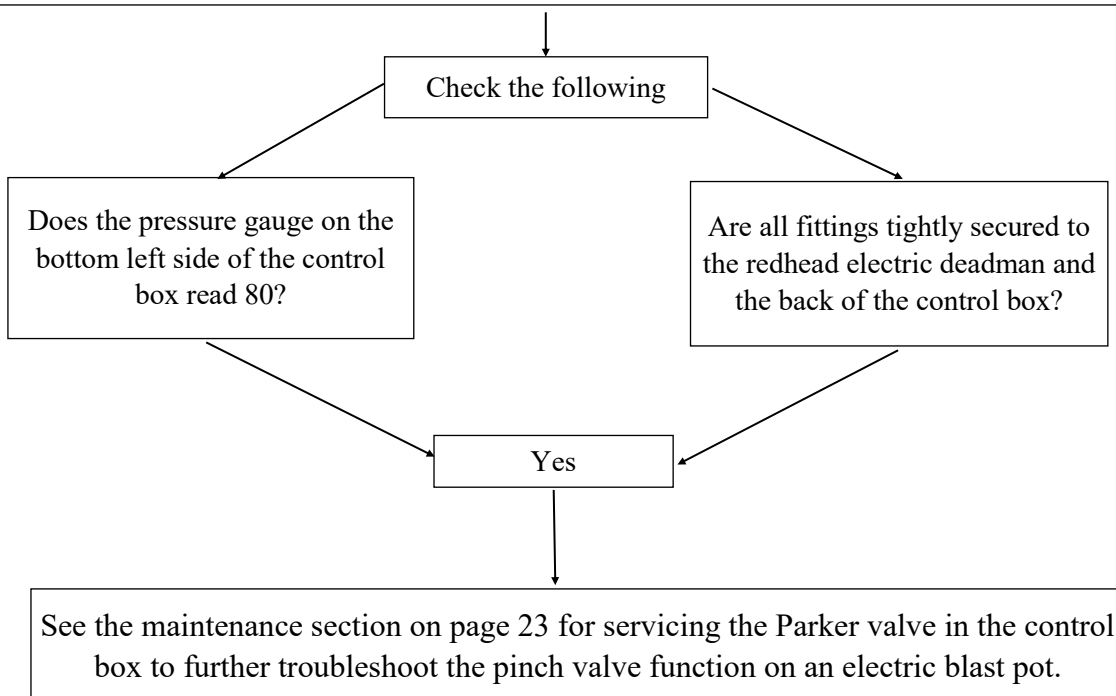 Check the following
Does the pressure gauge on the
bottom left side of the control
box read 80?
Are all fittings tightly secured to
the redhead electric deadman and
the back of the control box?
Yes
See the maintenance section on page 23 for servicing the Parker valve in the control
box to further troubleshoot the pinch valve function on an electric blast pot.